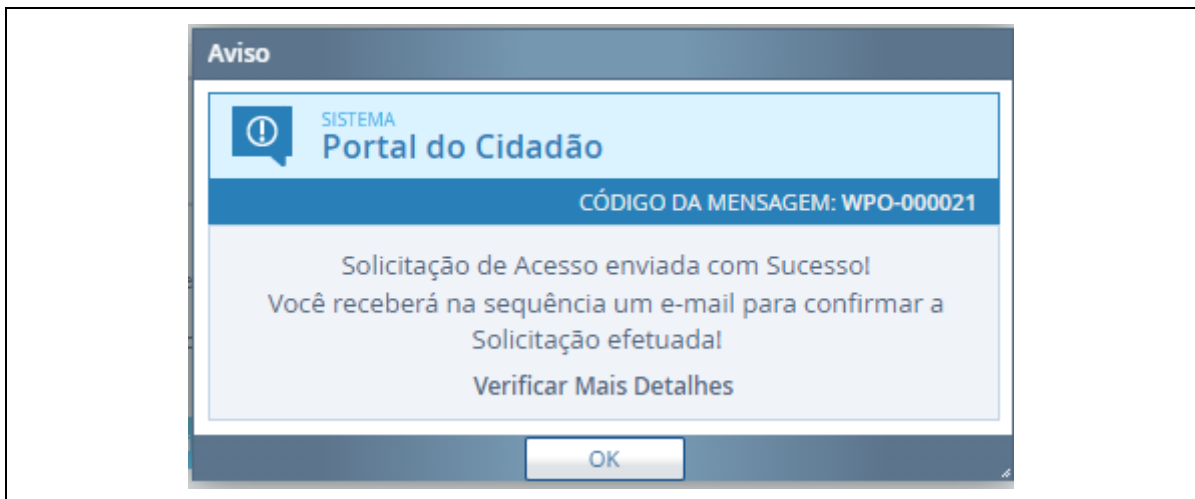 Aviso
SISTEMA
Portal do Cidadão
CÓDIGO DA MENSAGEM: WPO-000021
Solicitação de Acesso enviada com Sucesso!
Você receberá na sequência um e-mail para confirmar a
Solicitação efetuada!
Verificar Mais Detalhes
OK